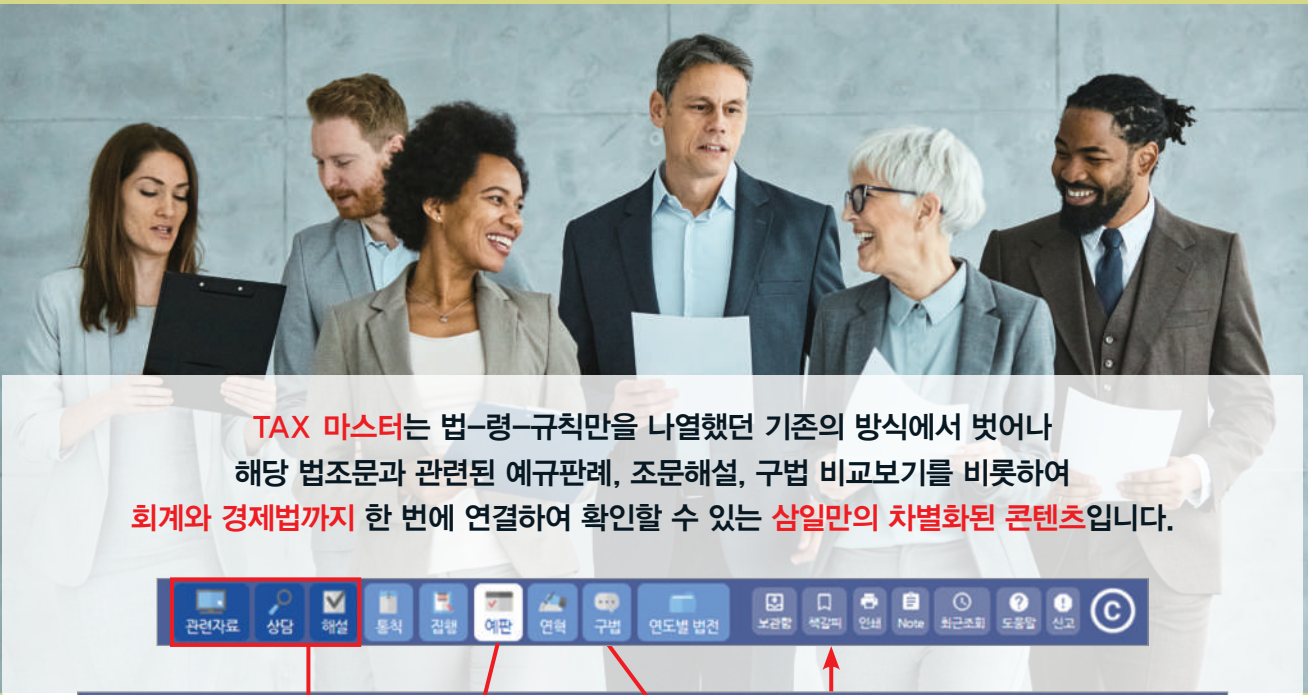 TAX 마스터는 법-령-규칙만을 나열했던 기존의 방식에서 벗어나
해당 법조문과 관련된 예규판례, 조문해설, 구법 비교보기를 비롯하여
회계와 경제법까지 한 번에 연결하여 확인할 수 있는 삼일만의 차별화된 콘텐츠입니다.
관련자료 상담 해설 통칙 집행 예판 연혁 구법 연도별 법전 보관함 책갈피 인쇄 Note 최근조회 도움말 신고 C